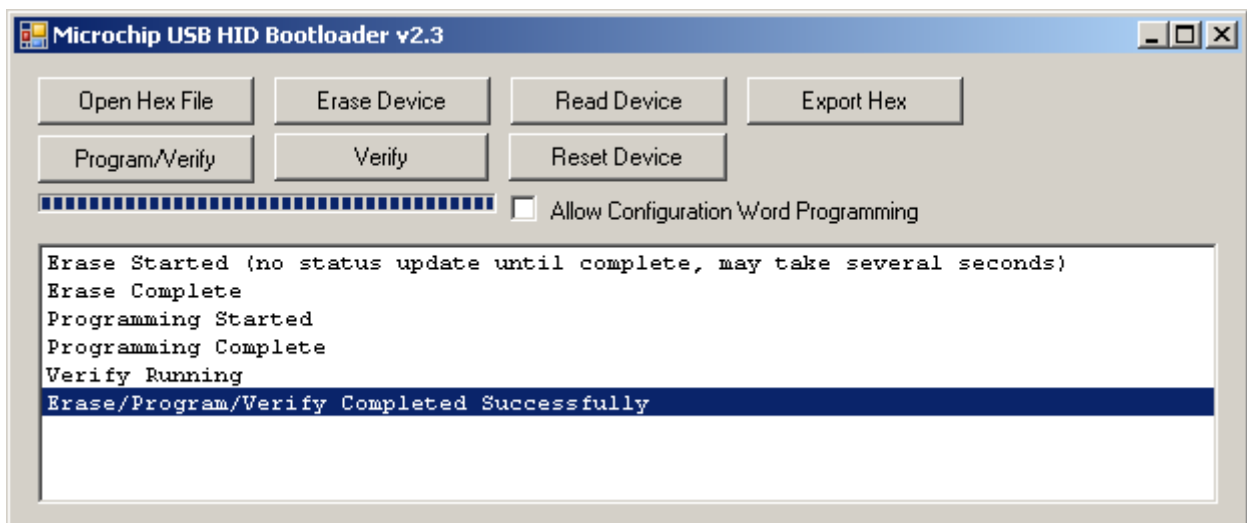 Microchip USB HID Bootloader v2.3
Open Hex File Erase Device Read Device Export Hex
Program/Verify Verify Reset Device
Allow Configuration Word Programming
Erase Started (no status update until complete, may take several seconds)
Erase Complete
Programming Started
Programming Complete
Verify Running
Erase/Program/Verify Completed Successfully